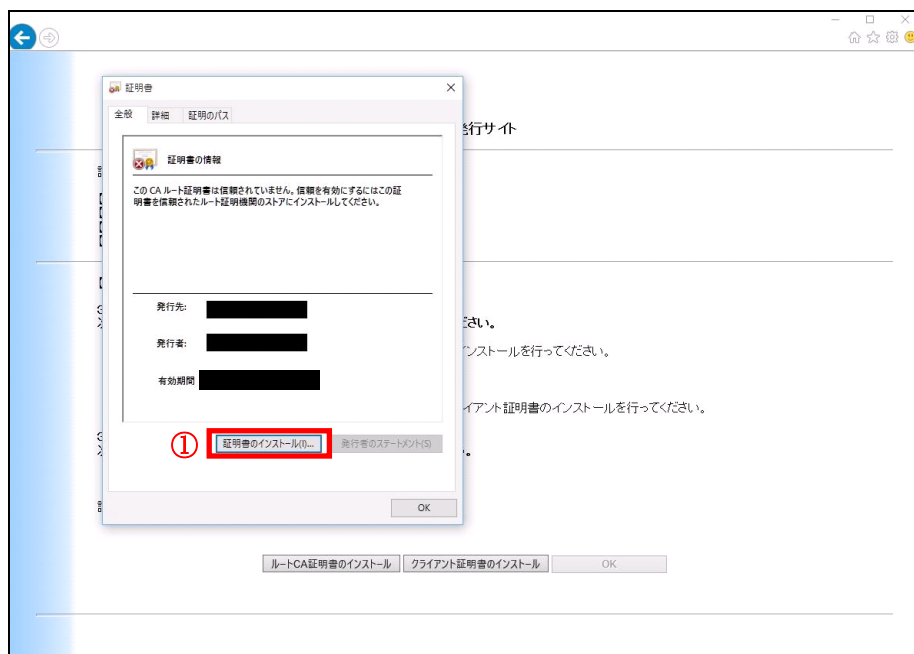 証明書
全般 詳細 証明のパス
発行サイト
証明書の情報
この CA ルート証明書は信頼されていません。信頼を有効にするにはこの証
明書を信頼されたルート証明機関のストアにインストールしてください。
発行先:
発行者:
ださい。
インストールを行ってください。
有効期間
イアント証明書のインストールを行ってください。
① 証明書のインストール(I)... 発行者のステートメント(S)
。
OK
ルートCA証明書のインストール クライアント証明書のインストール OK